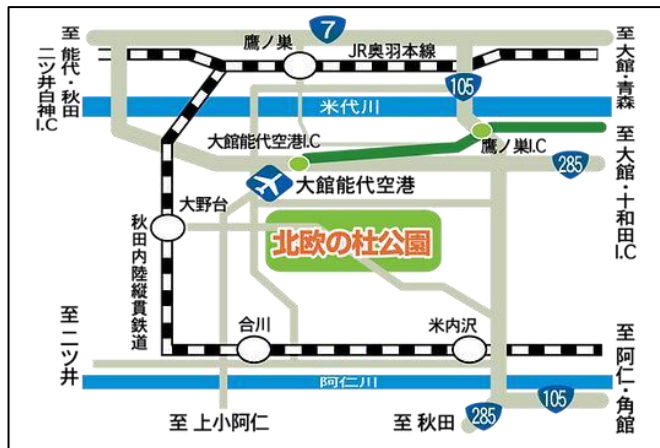 7
至 能代・秋田
二ツ井白神I.C
鷹ノ巣
JR奥羽本線
至 大館・青森
105
米代川
大館能代空港I.C
鷹ノ巣I.C
285
至 大館・十和田I.C
大館能代空港
大野台
北欧の杜公園
秋田内陸縦貫鉄道
合川
米内沢
至 二ツ井
至 阿仁・角館
阿仁川
105
至 上小阿仁
至 秋田
285